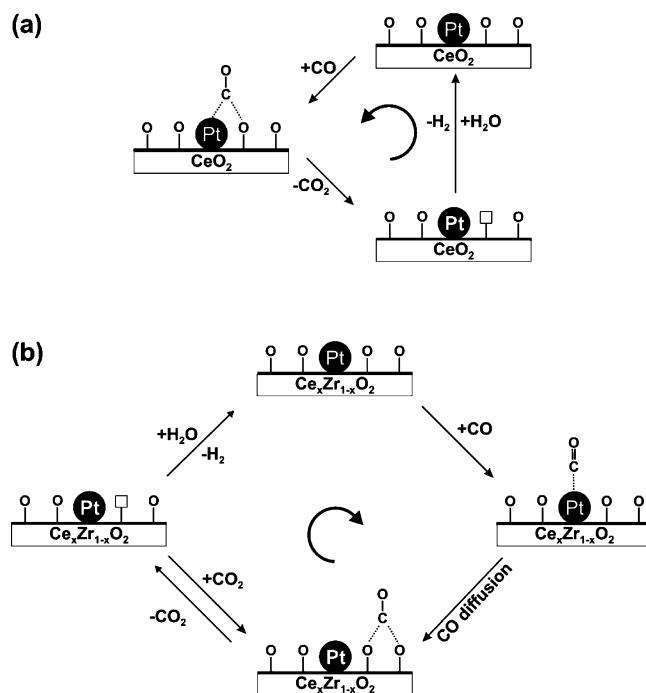 (a)
O O Pt O O
CeO₂
+CO
O
C
O O Pt O O
CeO₂
-H₂ +H₂O
-CO₂
O O Pt O
CeO₂
(b)
O O Pt O O
CeₓZr₁₋ₓO₂
+H₂O
-H₂
+CO
O
C
O O Pt O
CeₓZr₁₋ₓO₂
O O Pt O O
CeₓZr₁₋ₓO₂
+CO₂
-CO₂
CO diffusion
O
C
O O Pt O O
CeₓZr₁₋ₓO₂